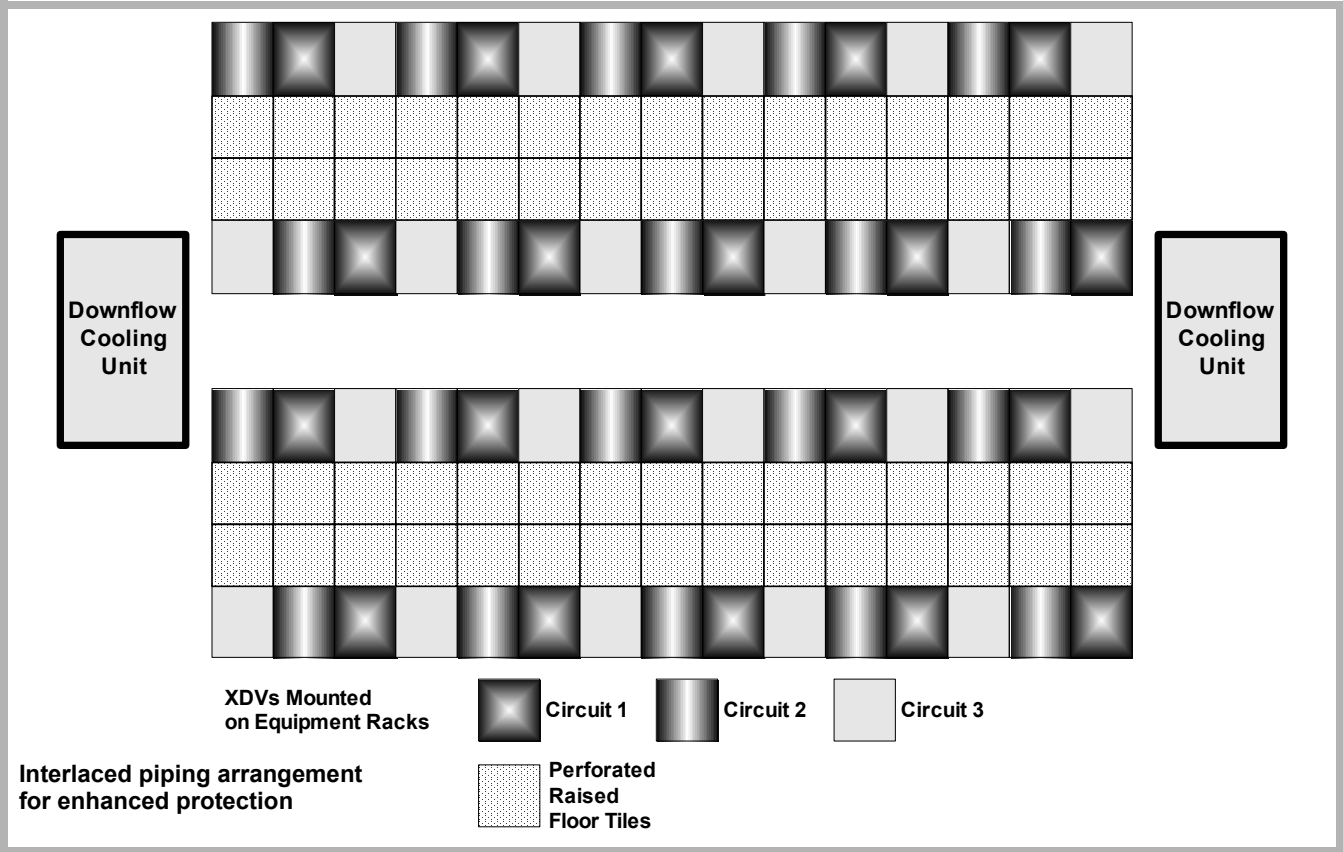 Downflow
Cooling
Unit
Downflow
Cooling
Unit
XDVs Mounted
on Equipment Racks
Circuit 1
Circuit 2
Circuit 3
Interlaced piping arrangement
for enhanced protection
Perforated
Raised
Floor Tiles